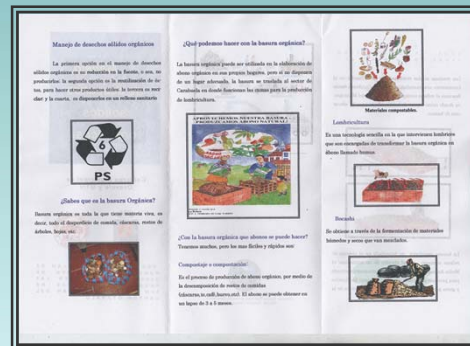 Manejo de desechos sólidos orgánicos
La primera opción en el manejo de desechos
sólidos orgánicos es su reducción en la fuente, o sea, no
producirlos: la segunda opción es la reutilización de és-
tos, para hacer otros productos útiles: la tercera es reci-
clar y la cuarta, es disponerlos en un relleno sanitario
6
PS
¿Sabes que es la basura Orgánica?
Basura orgánica es toda la que tiene materia viva, es
decir, todo el desperdicio de comida, cáscaras, restos de
árboles, hojas, etc.
¿Qué podemos hacer con la basura orgánica?
La basura orgánica puede ser utilizada en la elaboración de
abono orgánico en sus propios hogares, pero si no disponen
de un lugar adecuado, la basura se traslada al sector de
en donde funcionan las camas para la producción
de lombricultura.
APROVECHEMOS NUESTRA BASURA
PRODUZCAMOS ABONO NATURAL
¿Con la basura orgánica que abonos se puede hacer?
Tenemos muchos, pero los mas fáciles y rápidos son:
Compostaje o compostación:
Es el proceso de producción de abono orgánico, por medio de
la descomposición de restos de comidas
(cáscaras, te, café, huevo, etc). El abono se puede obtener en
un lapso de 3 a 5 meses.
Materiales compostables.
Lombricultura
Es una tecnología sencilla en la que intervienen lombrices
que son encargadas de transformar la basura orgánica en
abono llamado humus.
Bocashi
Se obtiene a través de la fermentación de materiales
húmedos y secos que van mezclados.